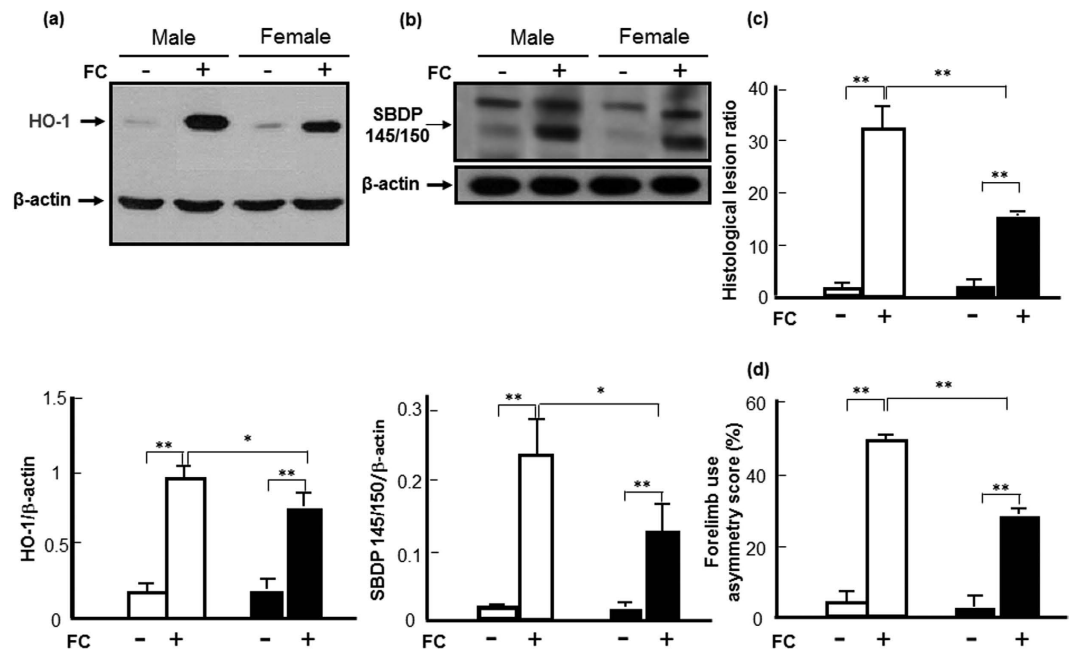 (a)
Male Female
FC - + - +
HO-1
β-actin
(b)
Male Female
- + - +
SBDP
145/150
β-actin
(c)
Histological lesion ratio
40
30
20
10
0
** ** **
FC - + - +
HO-1/β-actin
1.5
1
0.5
0
** * **
FC - + - +
SBDP 145/150/β-actin
0.3
0.2
0.1
0
** * **
FC - + - +
(d)
Forelimb use
asymmetry score (%)
60
40
20
0
** ** **
FC - + - +